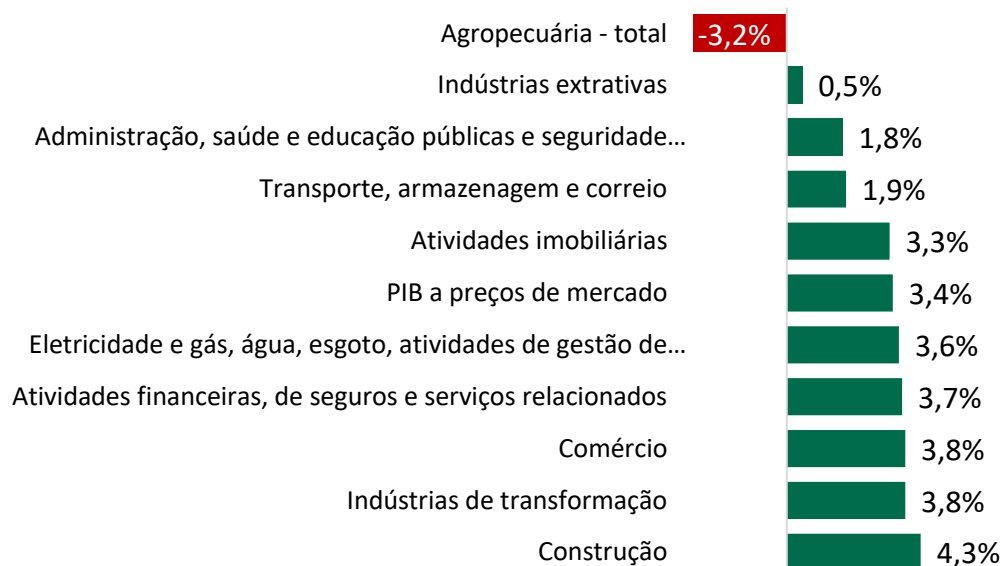 Agropecuária - total -3,2%
Indústrias extrativas 0,5%
Administração, saúde e educação públicas e seguridade... 1,8%
Transporte, armazenagem e correio 1,9%
Atividades imobiliárias 3,3%
PIB a preços de mercado 3,4%
Eletricidade e gás, água, esgoto, atividades de gestão de... 3,6%
Atividades financeiras, de seguros e serviços relacionados 3,7%
Comércio 3,8%
Indústrias de transformação 3,8%
Construção 4,3%